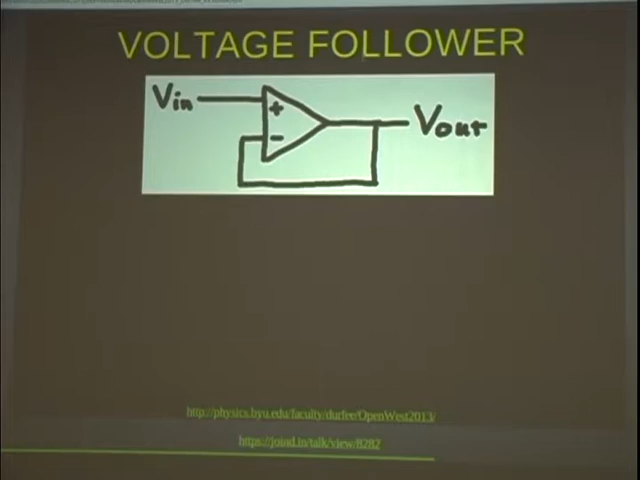 VOLTAGE FOLLOWER
Vin
+
Vout
-
http://physics.byu.edu/faculty/durfee/OpenWest2013/
https://joind.in/talk/view/8282